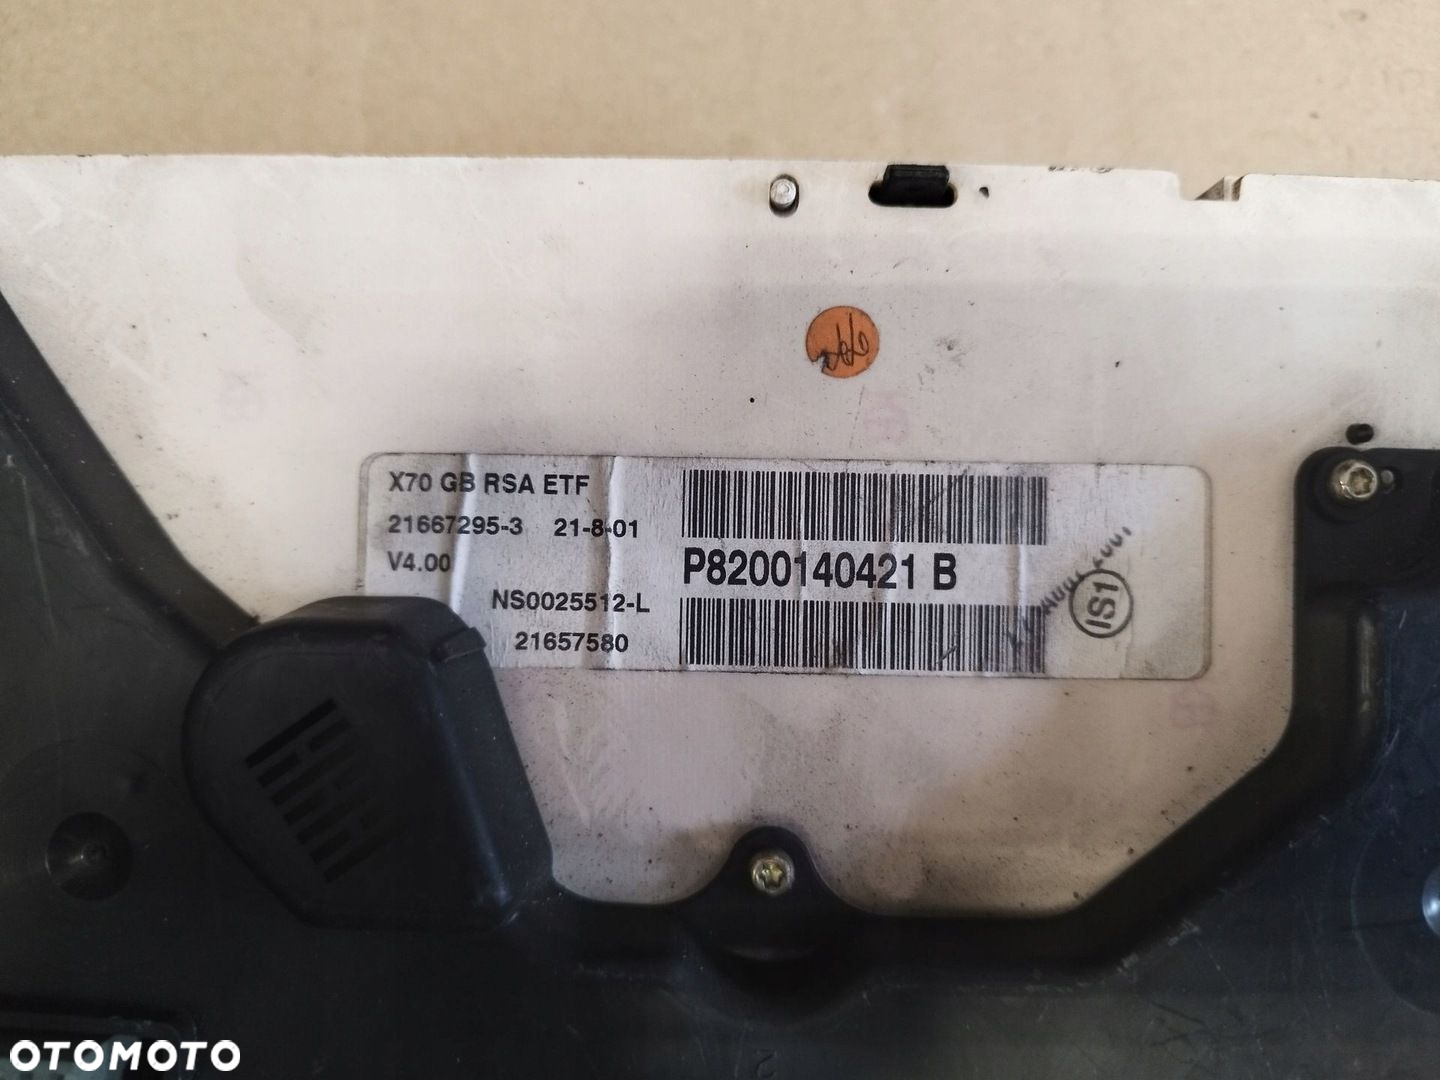 X70 GB RSA ETF
21667295-3 21-8-01
V4.00
P8200140421 B
NS0025512-L
21657580
IS1
OTOMOTO